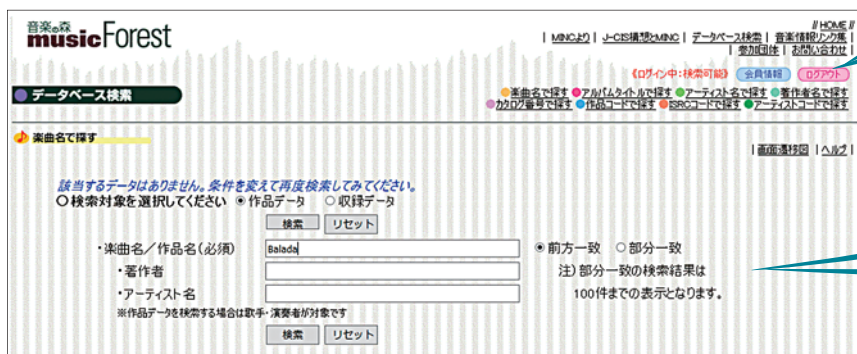 音楽の森
musicForest
// HOME //
| MINCより | J-CIS構想とMINC | データベース検索 | 音楽情報リンク集 |
| 参加団体 | お問い合わせ |
《ログイン中:検索可能》 会員情報 ログアウト
データベース検索
●楽曲名で探す ●アルバムタイトルで探す ●アーティスト名で探す ●著作者名で探す
●カタログ番号で探す ●作品コードで探す ●ISRCコードで探す ●アーティストコードで探す
楽曲名で探す
| 画面遷移図 | ヘルプ |
該当するデータはありません。条件を変えて再度検索してみてください。
○検索対象を選択してください ◉作品データ ○収録データ
検索 リセット
・楽曲名/作品名(必須) Balada ◉前方一致 ○部分一致
・著作者 注)部分一致の検索結果は
・アーティスト名 100件までの表示となります。
※作品データを検索する場合は歌手・演奏者が対象です
検索 リセット